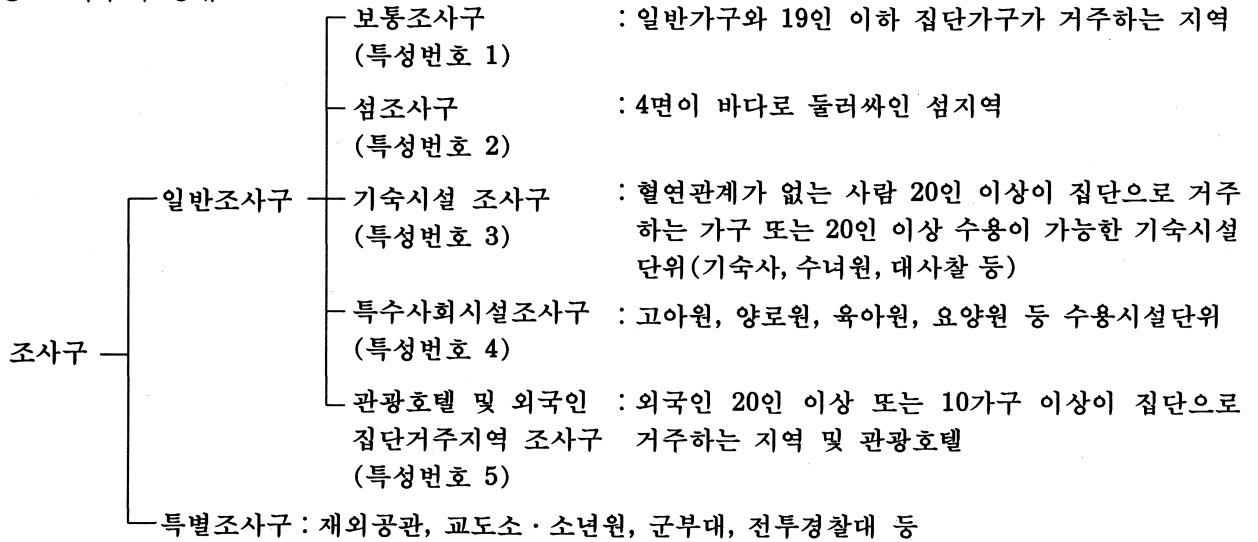 보통조사구 : 일반가구와 19인 이하 집단가구가 거주하는 지역
(특성번호 1)
섬조사구 : 4면이 바다로 둘러싸인 섬지역
(특성번호 2)
일반조사구 기숙시설 조사구 : 혈연관계가 없는 사람 20인 이상이 집단으로 거주
(특성번호 3) 하는 가구 또는 20인 이상 수용이 가능한 기숙시설
단위(기숙사, 수녀원, 대사찰 등)
특수사회시설조사구 : 고아원, 양로원, 육아원, 요양원 등 수용시설단위
조사구 (특성번호 4)
관광호텔 및 외국인 : 외국인 20인 이상 또는 10가구 이상이 집단으로
집단거주지역 조사구 거주하는 지역 및 관광호텔
(특성번호 5)
특별조사구 : 재외공관, 교도소 · 소년원, 군부대, 전투경찰대 등